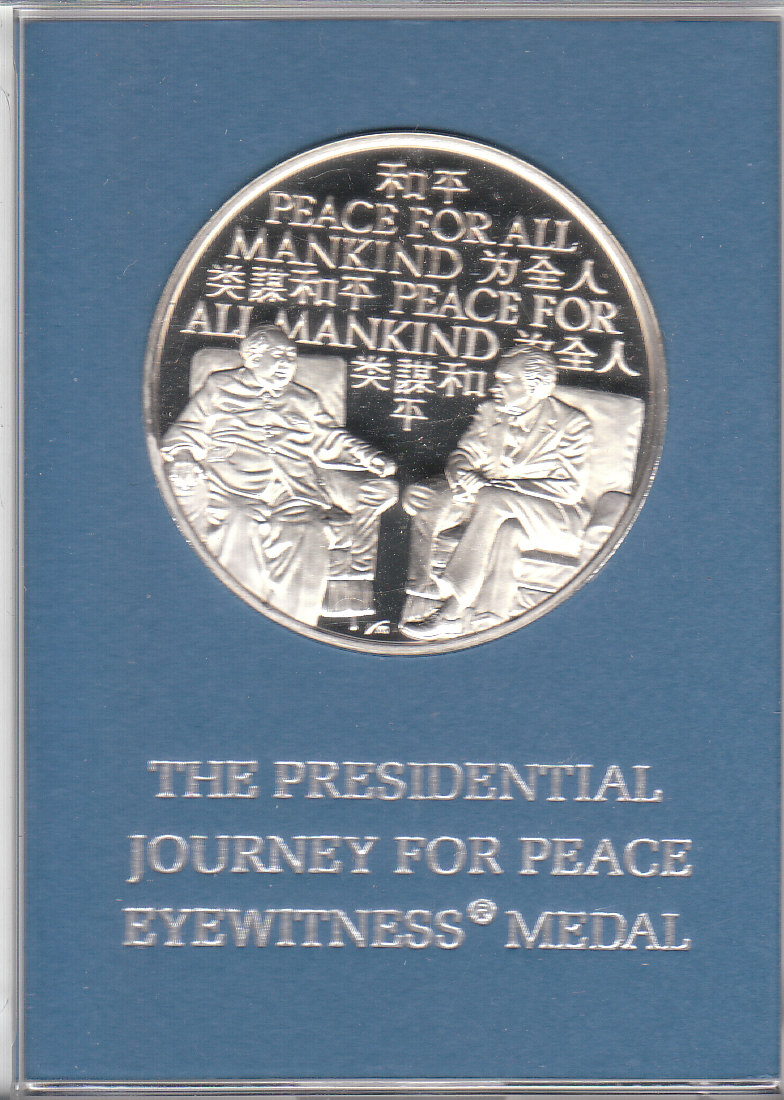 和平
PEACE FOR ALL
MANKIND 为全人
类謀和平 PEACE FOR
ALL MANKIND 为全人
类謀和
平
THE PRESIDENTIAL
JOURNEY FOR PEACE
EYEWITNESS® MEDAL